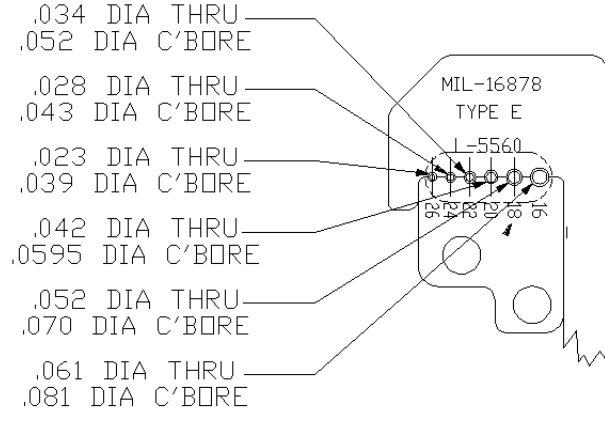 .034 DIA THRU
.052 DIA C'BORE
.028 DIA THRU
.043 DIA C'BORE
.023 DIA THRU
.039 DIA C'BORE
.042 DIA THRU
.0595 DIA C'BORE
.052 DIA THRU
.070 DIA C'BORE
.061 DIA THRU
.081 DIA C'BORE
MIL-16878
TYPE E
L-5560
26 24 22 20 18 16